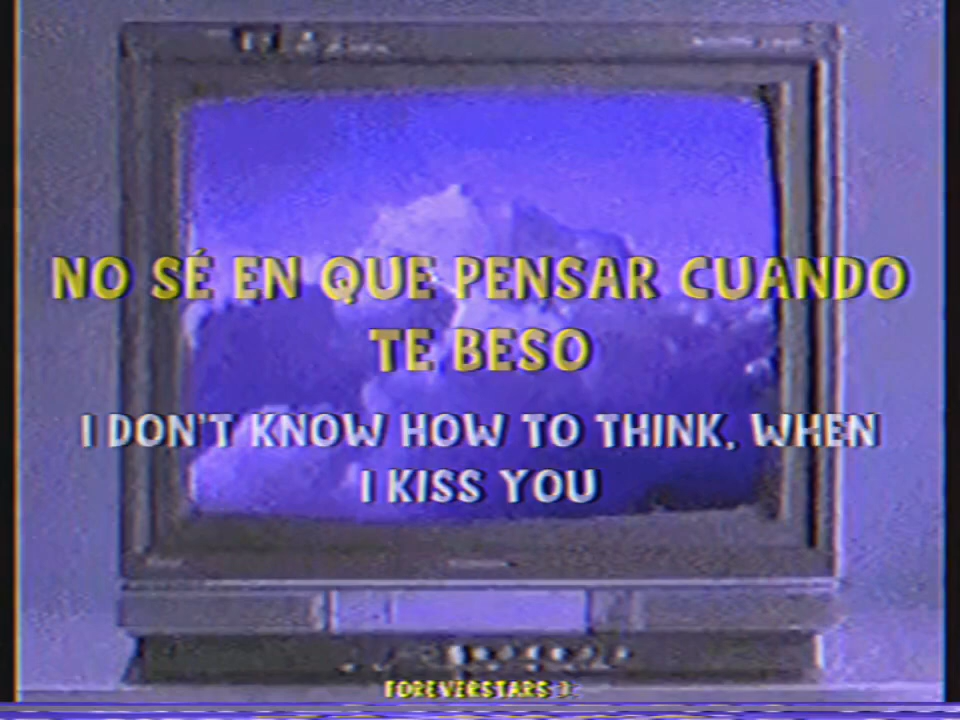 NO SÉ EN QUE PENSAR CUANDO
TE BESO
I DON'T KNOW HOW TO THINK, WHEN
I KISS YOU
FOREVERSTARS